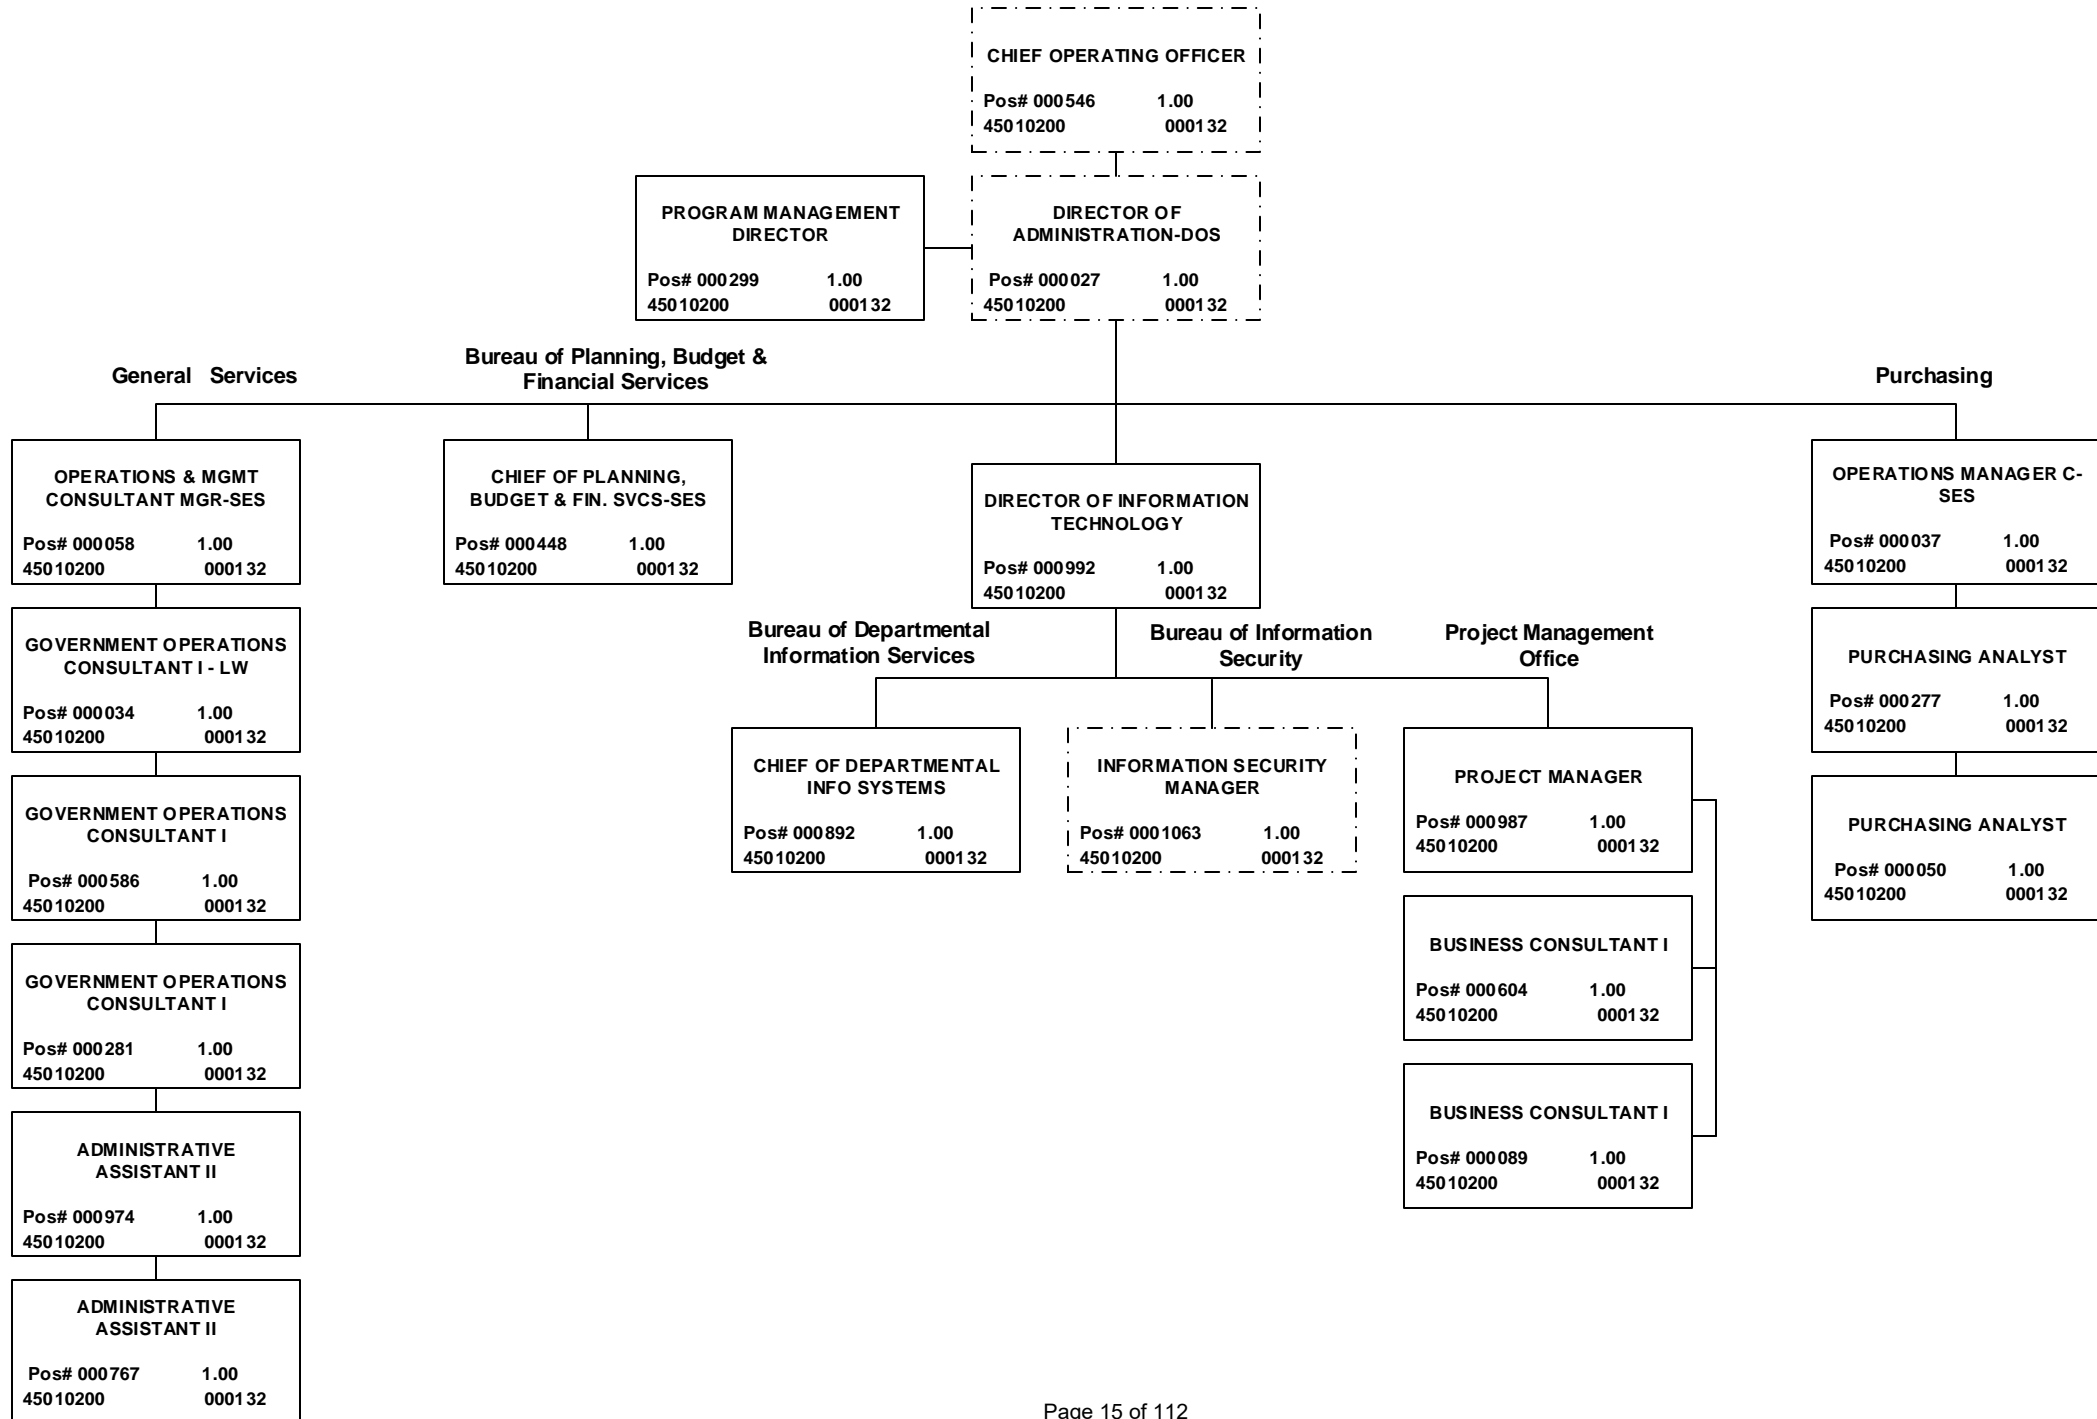 CHIEF OPERATING OFFICER
Pos# 000546 1.00
45010200 000132
PROGRAM MANAGEMENT
DIRECTOR
Pos# 000299 1.00
45010200 000132
DIRECTOR OF
ADMINISTRATION-DOS
Pos# 000027 1.00
45010200 000132
General Services
Bureau of Planning, Budget &
Financial Services
Purchasing
OPERATIONS & MGMT
CONSULTANT MGR-SES
Pos# 000058 1.00
45010200 000132
CHIEF OF PLANNING,
BUDGET & FIN. SVCS-SES
Pos# 000448 1.00
45010200 000132
DIRECTOR OF INFORMATION
TECHNOLOGY
Pos# 000992 1.00
45010200 000132
OPERATIONS MANAGER C-
SES
Pos# 000037 1.00
45010200 000132
GOVERNMENT OPERATIONS
CONSULTANT I - LW
Pos# 000034 1.00
45010200 000132
Bureau of Departmental
Information Services
Bureau of Information
Security
Project Management
Office
PURCHASING ANALYST
Pos# 000277 1.00
45010200 000132
GOVERNMENT OPERATIONS
CONSULTANT I
Pos# 000586 1.00
45010200 000132
CHIEF OF DEPARTMENTAL
INFO SYSTEMS
Pos# 000892 1.00
45010200 000132
INFORMATION SECURITY
MANAGER
Pos# 0001063 1.00
45010200 000132
PROJECT MANAGER
Pos# 000987 1.00
45010200 000132
PURCHASING ANALYST
Pos# 000050 1.00
45010200 000132
GOVERNMENT OPERATIONS
CONSULTANT I
Pos# 000281 1.00
45010200 000132
BUSINESS CONSULTANT I
Pos# 000604 1.00
45010200 000132
ADMINISTRATIVE
ASSISTANT II
Pos# 000974 1.00
45010200 000132
BUSINESS CONSULTANT I
Pos# 000089 1.00
45010200 000132
ADMINISTRATIVE
ASSISTANT II
Pos# 000767 1.00
45010200 000132
Page 15 of 112